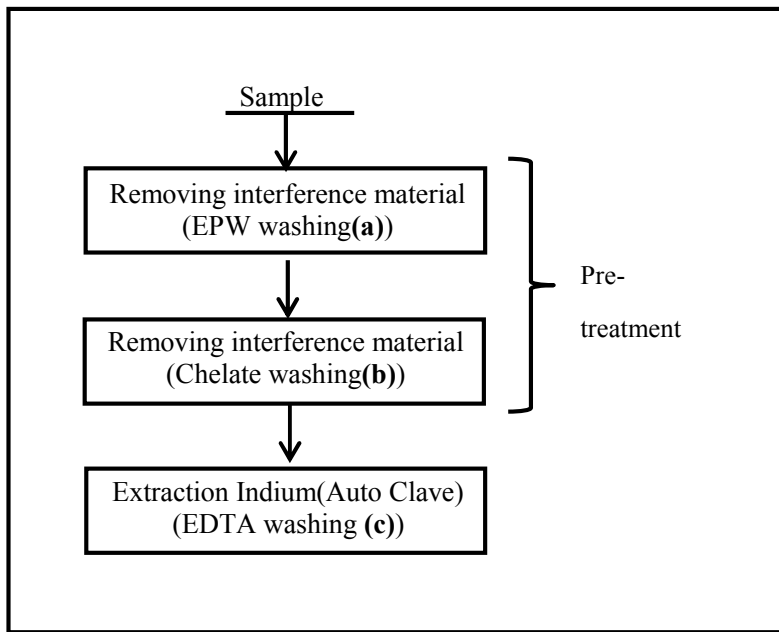 Sample
Removing interference material
(EPW washing(a))
Removing interference material
(Chelate washing(b))
Pre-
treatment
Extraction Indium(Auto Clave)
(EDTA washing (c))